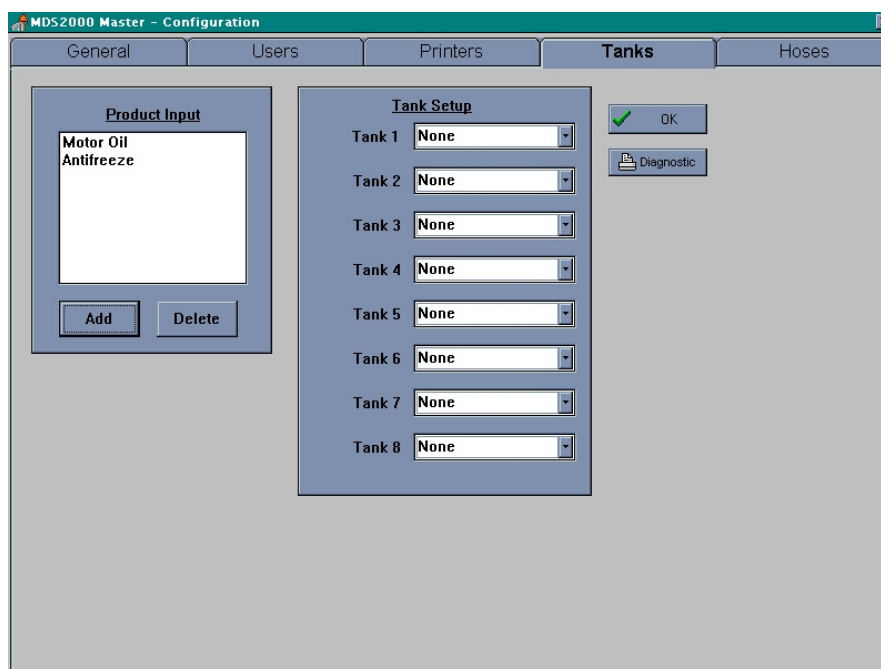 MDS2000 Master - Configuration
General
Users
Printers
Tanks
Hoses
Product Input
Motor Oil
Antifreeze
Add
Delete
Tank Setup
Tank 1 None
Tank 2 None
Tank 3 None
Tank 4 None
Tank 5 None
Tank 6 None
Tank 7 None
Tank 8 None
OK
Diagnostic